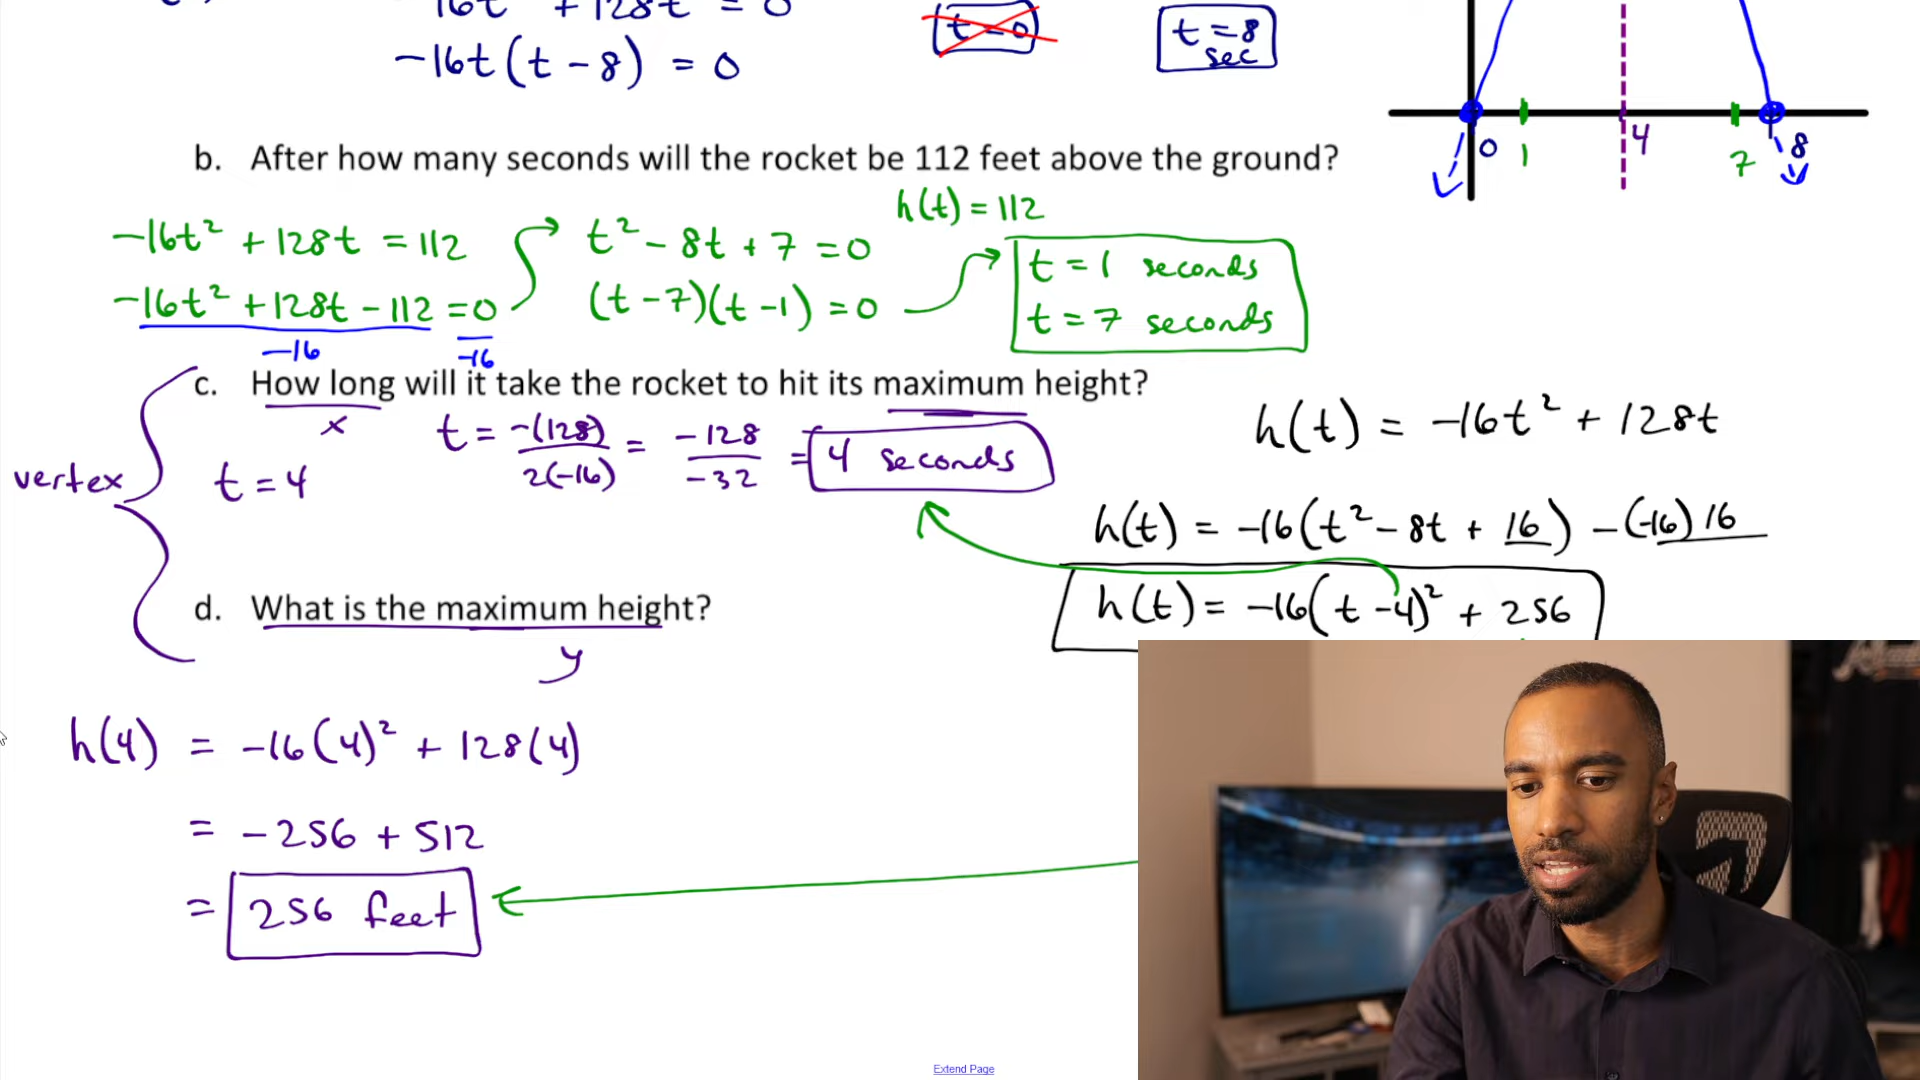 -16t² + 128t = 0
t = 0
t = 8 sec
-16t(t - 8) = 0
0 1 4 7 8
b. After how many seconds will the rocket be 112 feet above the ground?
h(t) = 112
-16t² + 128t = 112
t² - 8t + 7 = 0
t = 1 seconds
-16t² + 128t - 112 = 0
(t - 7)(t - 1) = 0
t = 7 seconds
-16 -16
c. How long will it take the rocket to hit its maximum height?
x
t = -(128)/2(-16) = -128/-32 = 4 seconds
h(t) = -16t² + 128t
vertex
t = 4
h(t) = -16(t² - 8t + 16) - (-16)16
h(t) = -16(t - 4)² + 256
d. What is the maximum height?
y
h(4) = -16(4)² + 128(4)
= -256 + 512
= 256 feet
Extend Page